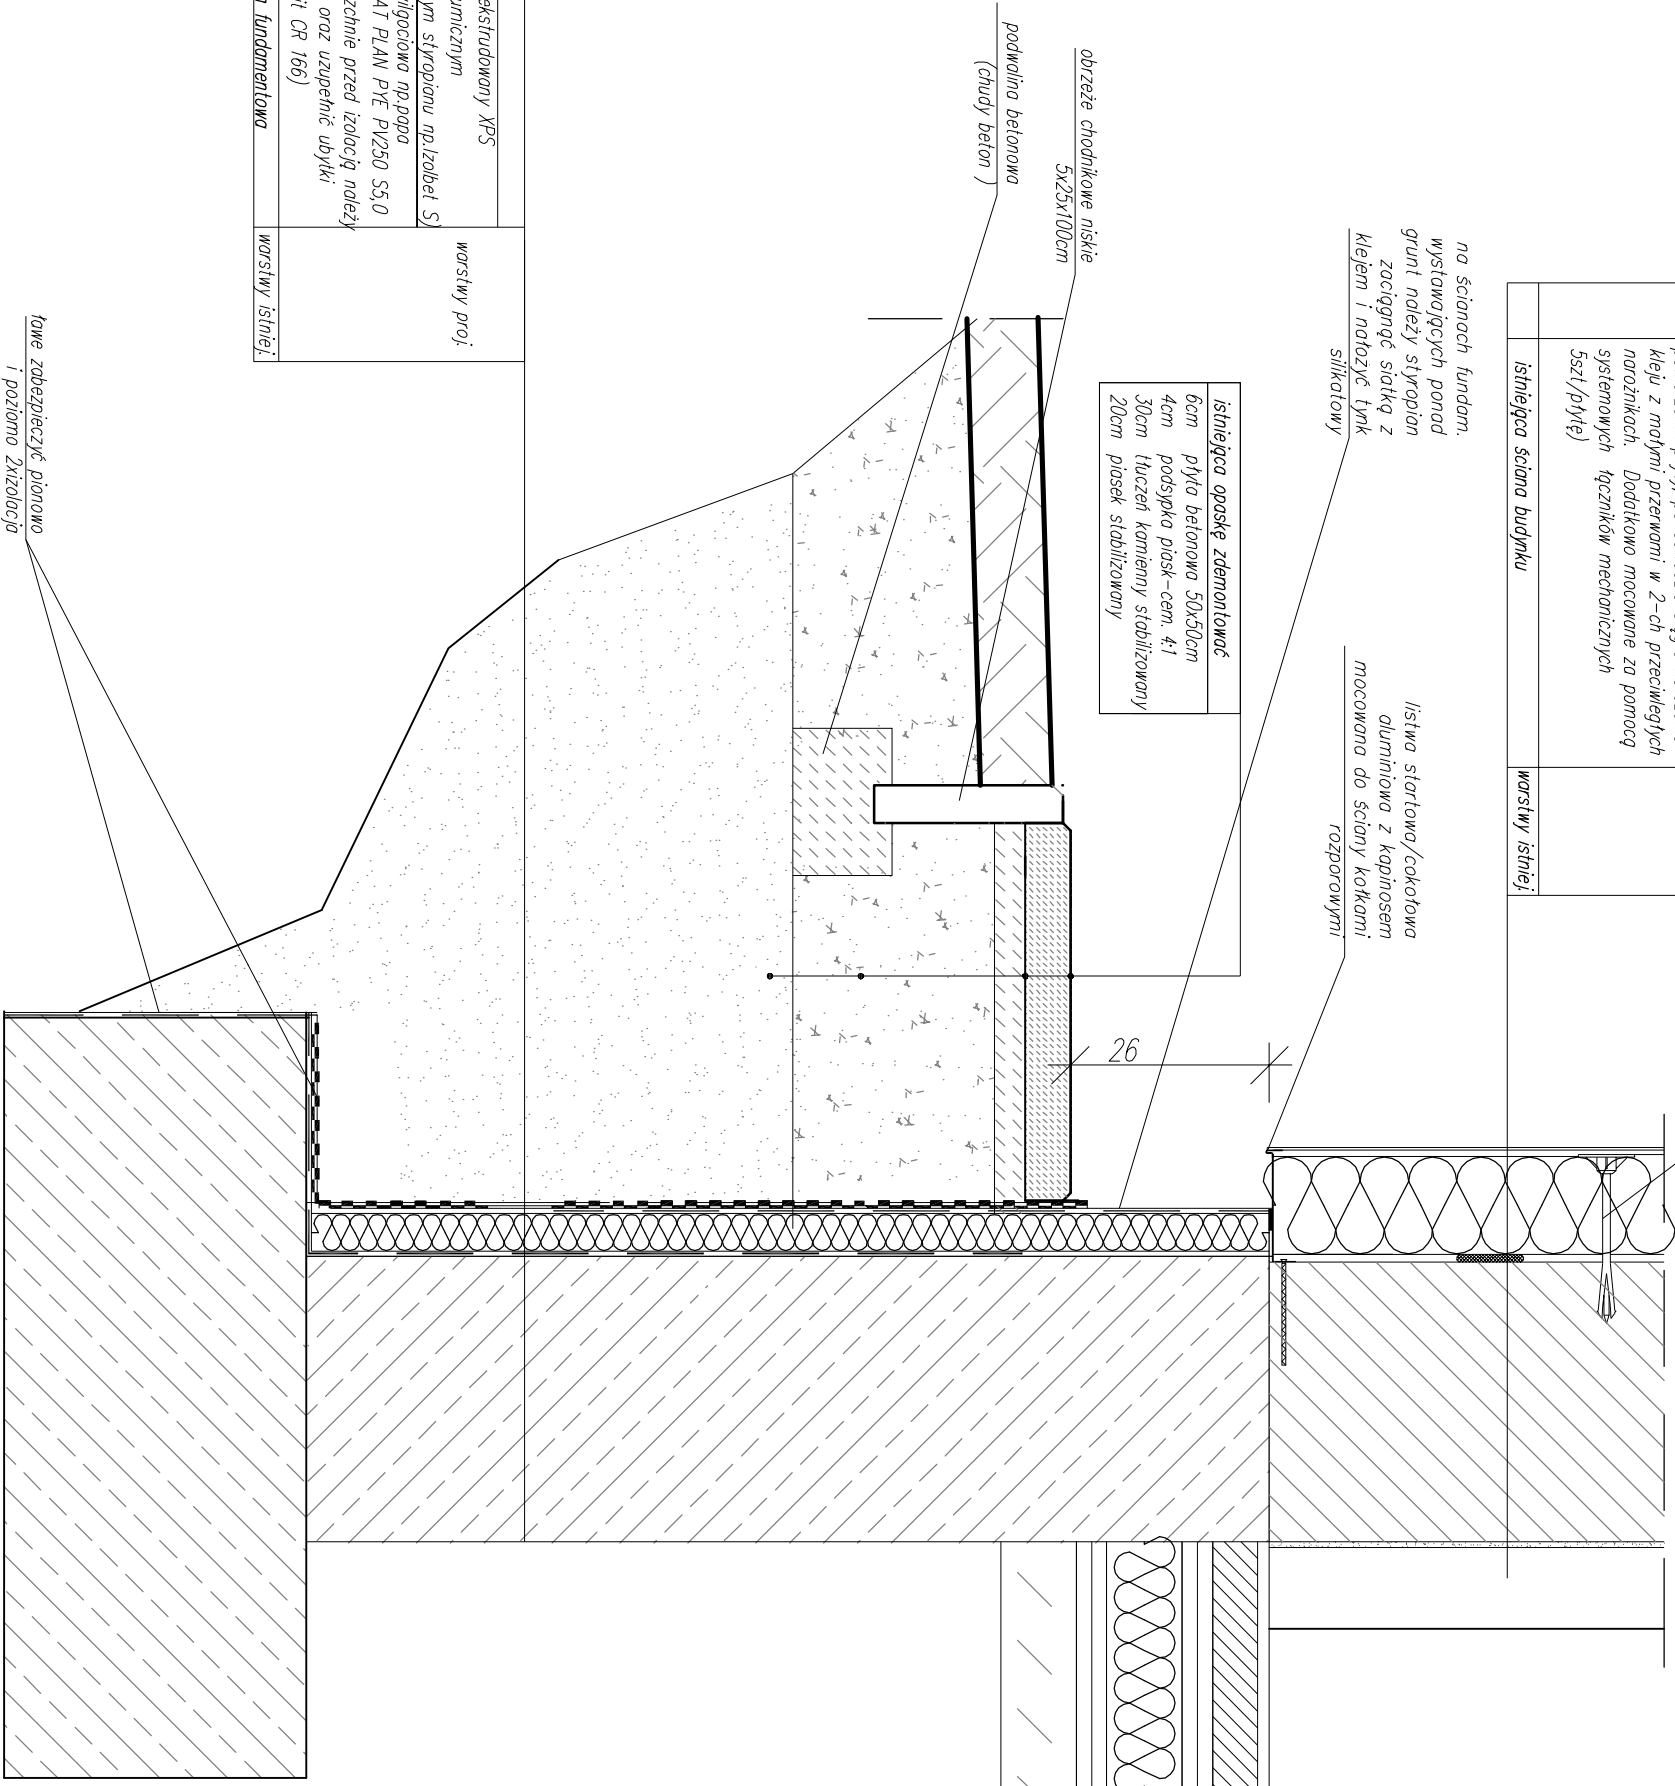 kleju z małymi przerwami w 2-ch przeciwległych
narożnikach. Dodatkowo mocowane za pomocą
systemowych łączników mechanicznych
5szt/płytę)
istniejąca ściana budynku
warstwy istniej.
na ścianach fundam.
wystawających ponad
grunt należy styropian
zaciągnąć siatką z
klejem i nałożyć tynk
silikatowy
listwa startowa/cokołowa
aluminiowa z kapinosem
mocowana do ściany kołkami
rozporowymi
istniejąca opaskę zdemontować
6cm płyta betonowa 50x50cm
4cm podsypka piask-cem. 4:1
30cm tłuczeń kamienny stabilizowany
20cm piasek stabilizowany
26
obrzeże chodnikowe niskie
5x25x100cm
podwalina betonowa
(chudy beton )
ekstrudowany XPS
umicznym
ym styropianu np.Izolbet S)
ilgociowa np.papa
AT PLAN PYE PV250 S5,0
zchnie przed izolacją należy
oraz uzupełnić ubytki
it CR 166)
warstwy proj.
a fundamentowa
warstwy istniej.
ławe zabezpieczyć pionowo
i poziomo 2xizolacja